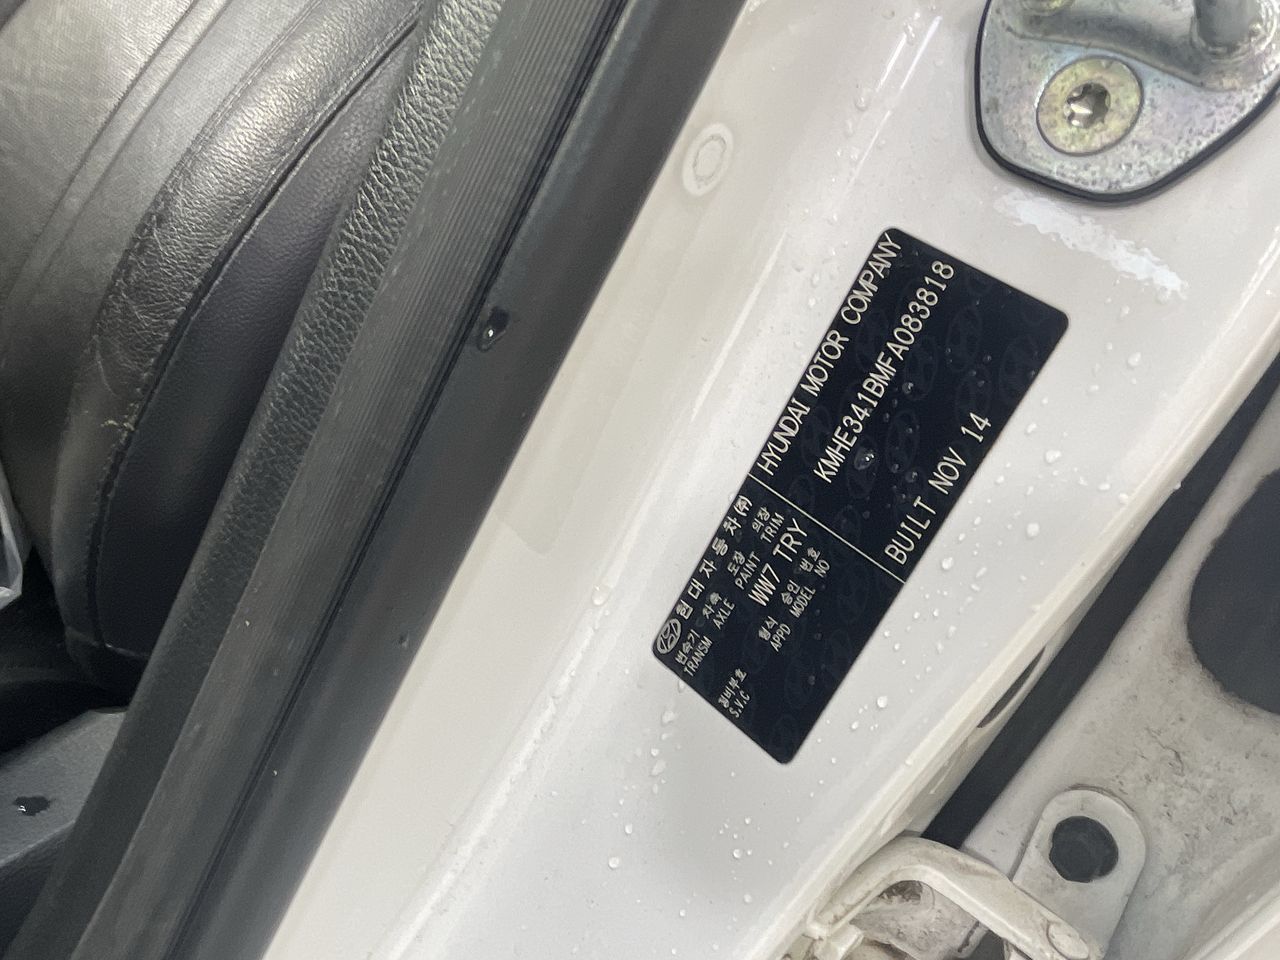 현대자동차(주)
HYUNDAI MOTOR COMPANY
변속기 차축 도장 의장
TRANSM AXLE PAINT TRIM
WW7 TRY
KMHE341BMFA083818
형식 승인 번호
APPD MODEL NO
BUILT NOV 14
정비부호
S.V.C